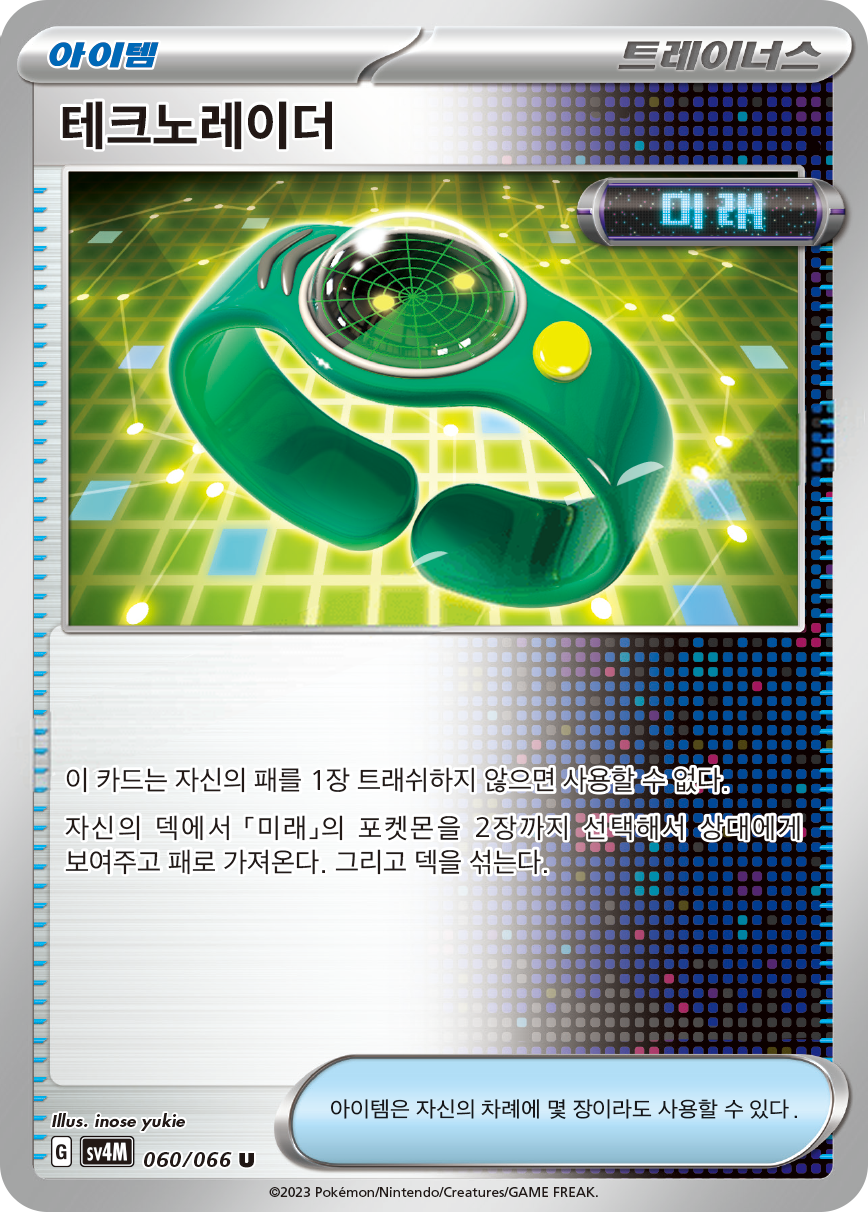 아이템
트레이너스
테크노레이더
미래
이 카드는 자신의 패를 1장 트래쉬하지 않으면 사용할 수 없다.
자신의 덱에서 「미래」의 포켓몬을 2장까지 선택해서 상대에게
보여주고 패로 가져온다. 그리고 덱을 섞는다.
아이템은 자신의 차례에 몇 장이라도 사용할 수 있다.
Illus. inose yukie
G sv4M 060/066 U
©2023 Pokémon/Nintendo/Creatures/GAME FREAK.